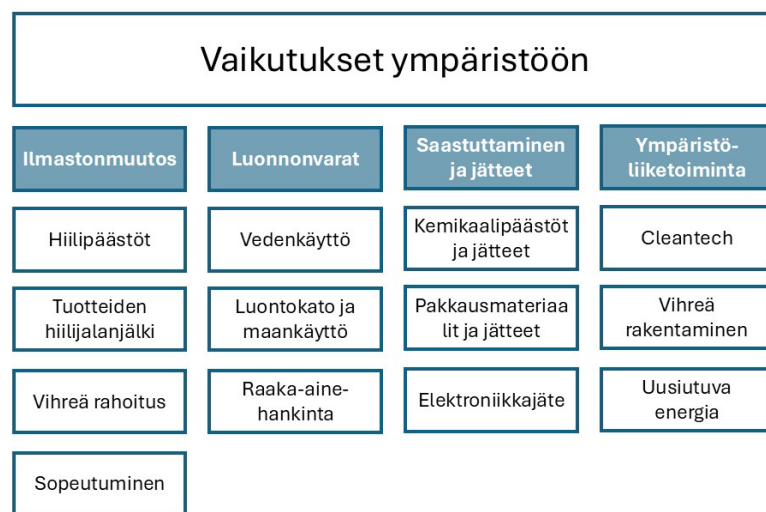 Vaikutukset ympäristöön
Ilmastonmuutos
Luonnonvarat
Saastuttaminen
ja jätteet
Ympäristö-
liiketoiminta
Hiilipäästöt
Vedenkäyttö
Kemikaalipäästöt
ja jätteet
Cleantech
Tuotteiden
hiilijalanjälki
Luontokato ja
maankäyttö
Pakkausmateriaa
lit ja jätteet
Vihreä
rakentaminen
Vihreä rahoitus
Raaka-aine-
hankinta
Elektroniikkajäte
Uusiutuva
energia
Sopeutuminen